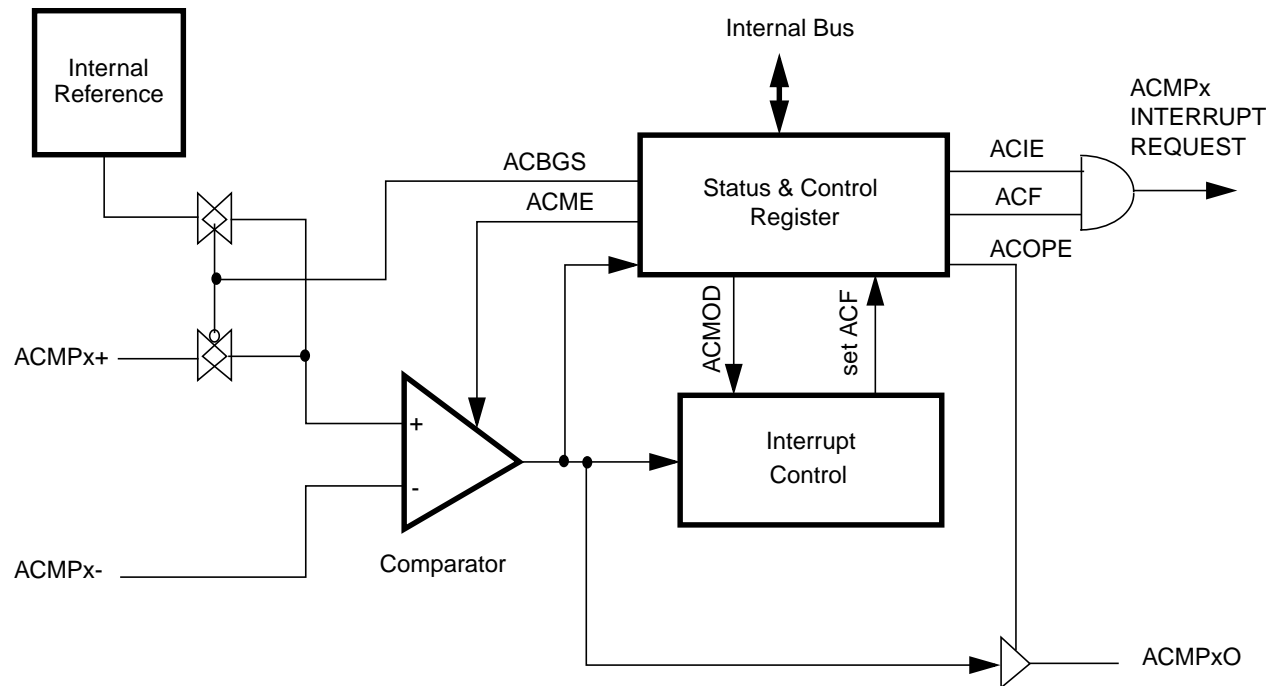 Internal
Reference
Internal Bus
ACMPx
INTERRUPT
REQUEST
ACBGS
ACME
Status & Control
Register
ACIE
ACF
ACOPE
ACMOD
set ACF
ACMPx+
+
-
Comparator
Interrupt
Control
ACMPx-
ACMPxO